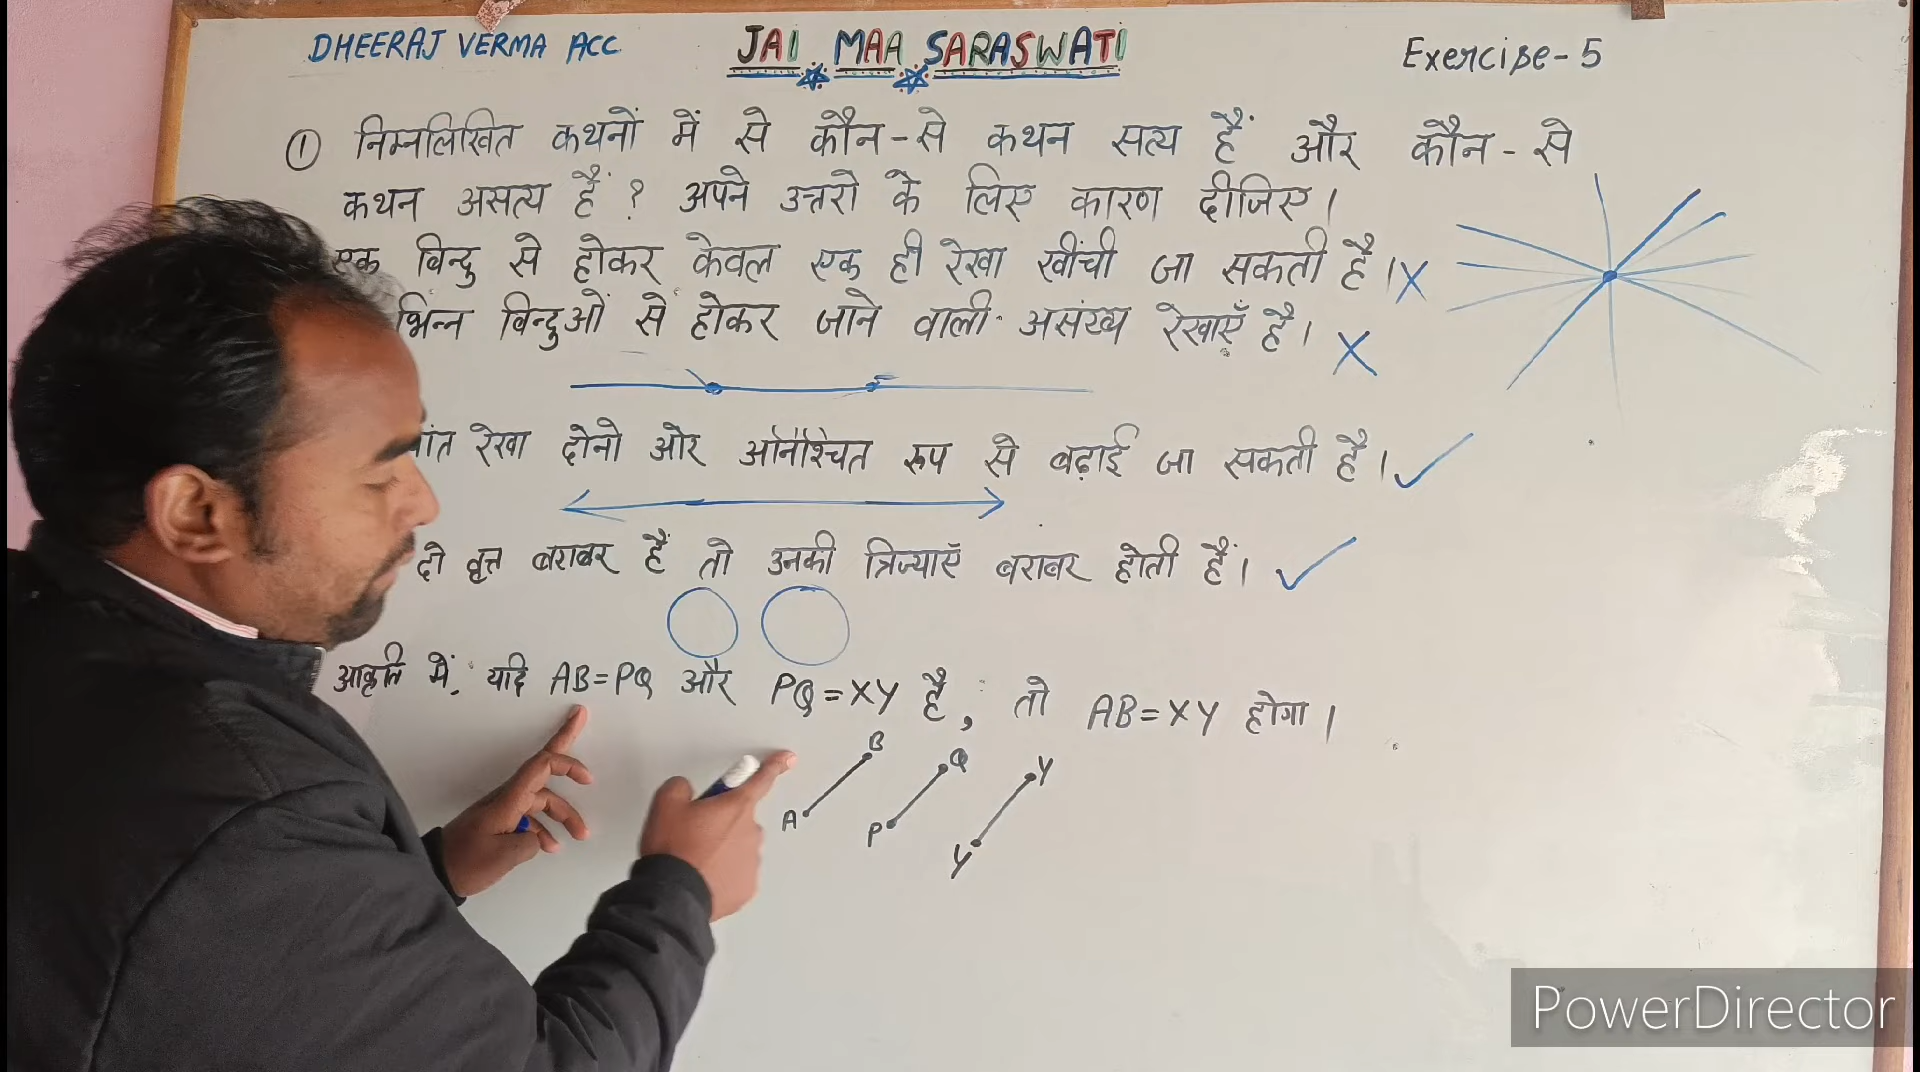 DHEERAJ VERMA ACC JAI MAA SARASWATI Exercise-5
① निम्नलिखित कथनों में से कौन-से कथन सत्य हैं और कौन-से
कथन असत्य हैं ? अपने उत्तरो के लिए कारण दीजिए।
एक बिन्दु से होकर केवल एक ही रेखा खींची जा सकती है। X
भिन्न बिन्दुओं से होकर जाने वाली असंख्य रेखाएँ है। X
रेखा दोनो ओर अनिश्चित रूप से बढ़ाई जा सकती है। ✓
दो वृत्त बराबर हैं तो उनकी त्रिज्याएँ बराबर होती हैं। ✓
आकृति में, यदि AB=PQ और PQ=XY है, तो AB=XY होगा।
B Q Y
A P Y
PowerDirector